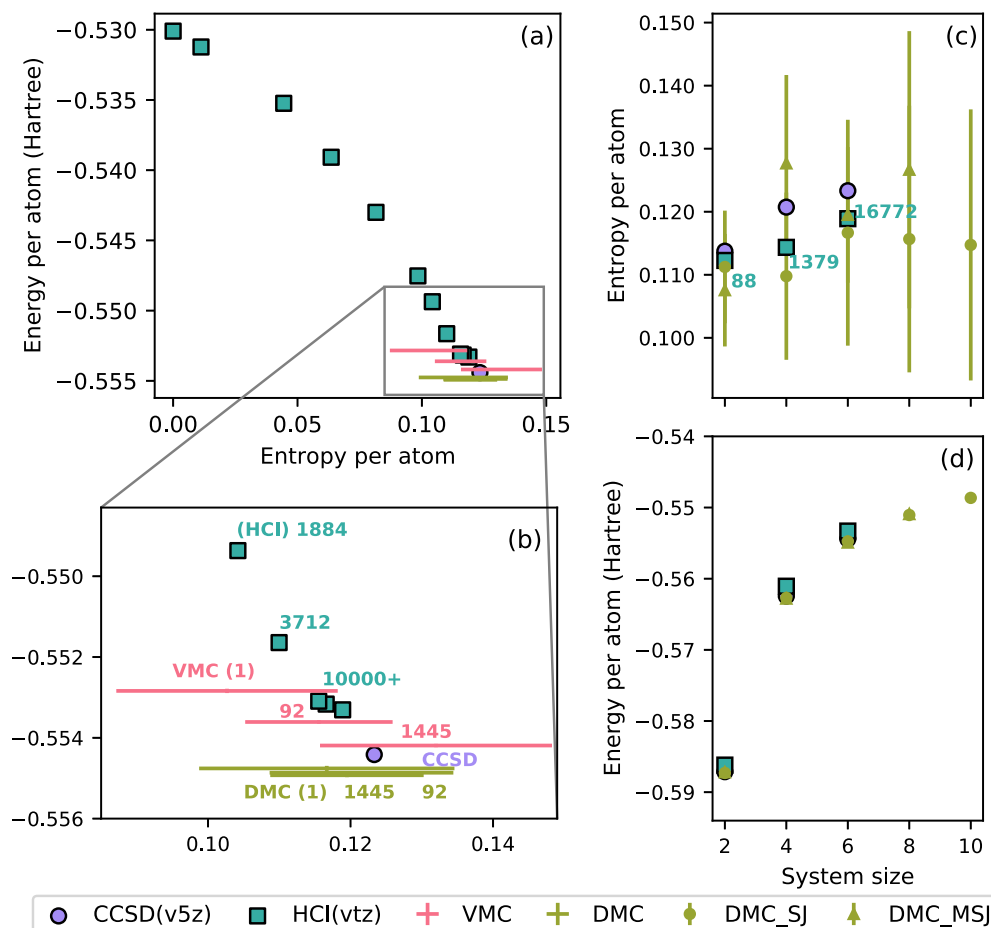 (a)
Energy per atom (Hartree)
−0.530
−0.535
−0.540
−0.545
−0.550
−0.555
0.00 0.05 0.10 0.15
Entropy per atom
(b)
−0.550
−0.552
−0.554
−0.556
(HCI) 1884
3712
VMC (1)
10000+
92
1445
CCSD
DMC (1) 1445 92
0.10 0.12 0.14
(c)
Entropy per atom
0.150
0.140
0.130
0.120
0.110
0.100
16772
1379
88
(d)
Energy per atom (Hartree)
−0.54
−0.55
−0.56
−0.57
−0.58
−0.59
2 4 6 8 10
System size
CCSD(v5z) HCI(vtz) VMC DMC DMC_SJ DMC_MSJ